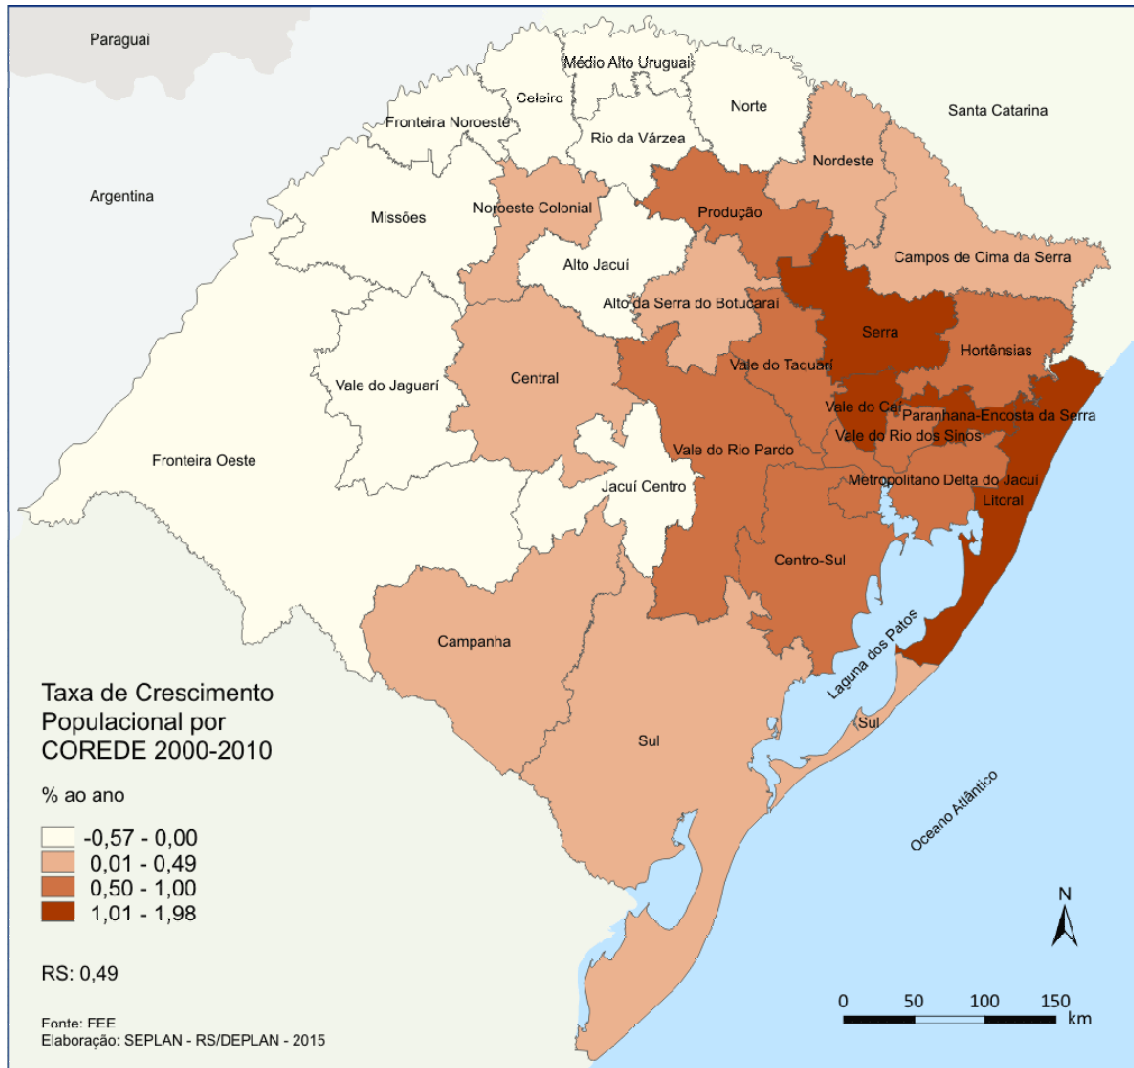 Paraguai
Médio Alto Uruguai
Celeiro
Norte
Santa Catarina
Fronteira Noroeste
Rio da Várzea
Nordeste
Argentina
Noroeste Colonial
Missões
Produção
Alto Jacuí
Campos de Cima da Serra
Alto da Serra do Botucaraí
Serra
Hortênsias
Vale do Taquari
Central
Vale do Jaguerí
Vale do Caí
Paranhana-Encosta da Serra
Vale do Rio dos Sinos
Vale do Rio Pardo
Fronteira Oeste
Jacuí Centro
Metropolitano Delta do Jacuí
Litoral
Centro-Sul
Campanha
Laguna dos Patos
Sul
Sul
Oceano Atlântico
Taxa de Crescimento
Populacional por
COREDE 2000-2010
% ao ano
-0,57 - 0,00
0,01 - 0,49
0,50 - 1,00
1,01 - 1,98
RS: 0,49
Fonte: FEE
Elaboração: SEPLAN - RS/DEPLAN - 2015
N
0 50 100 150
km